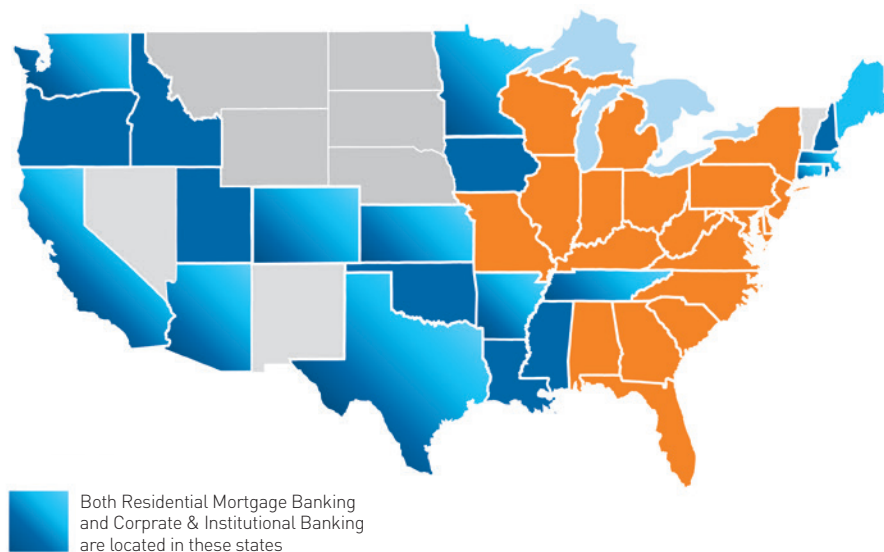 Both Residential Mortgage Banking
and Corprate & Institutional Banking
are located in these states